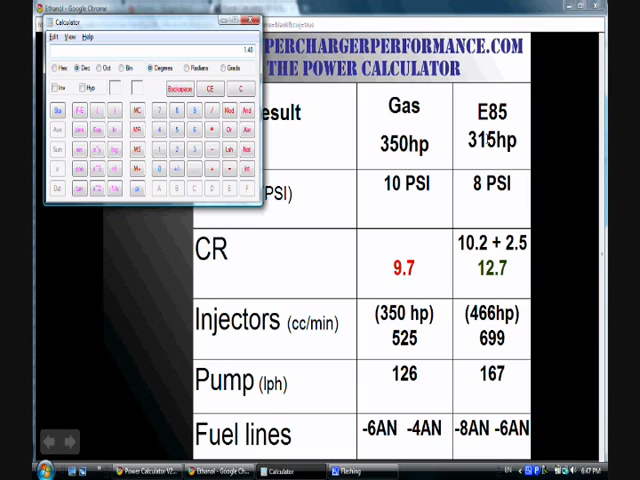 Ethanol - Google Chrome
Calculator
Edit View Help
1.48
Hex Dec Oct Bin Degrees Radians Grads
Inv Hyp Backspace CE C
Sta F-E ( ) MC 7 8 9 / Mod And
Ave dms Exp ln MR 4 5 6 * Or Xor
Sum sin x^y log MS 1 2 3 - Lsh Not
s cos x^3 n! M+ 0 +/- . + = Int
Dat tan x^2 1/x pi A B C D E F
PERCHARGERPERFORMANCE.COM
THE POWER CALCULATOR
esult Gas E85
350hp 315hp
(PSI) 10 PSI 8 PSI
CR 9.7 10.2 + 2.5
12.7
Injectors (cc/min) (350 hp) (466hp)
525 699
Pump (lph) 126 167
Fuel lines -6AN -4AN -8AN -6AN
Power Calculator V2... Ethanol - Google Ch... Calculator Flashing
EN 6:47 PM